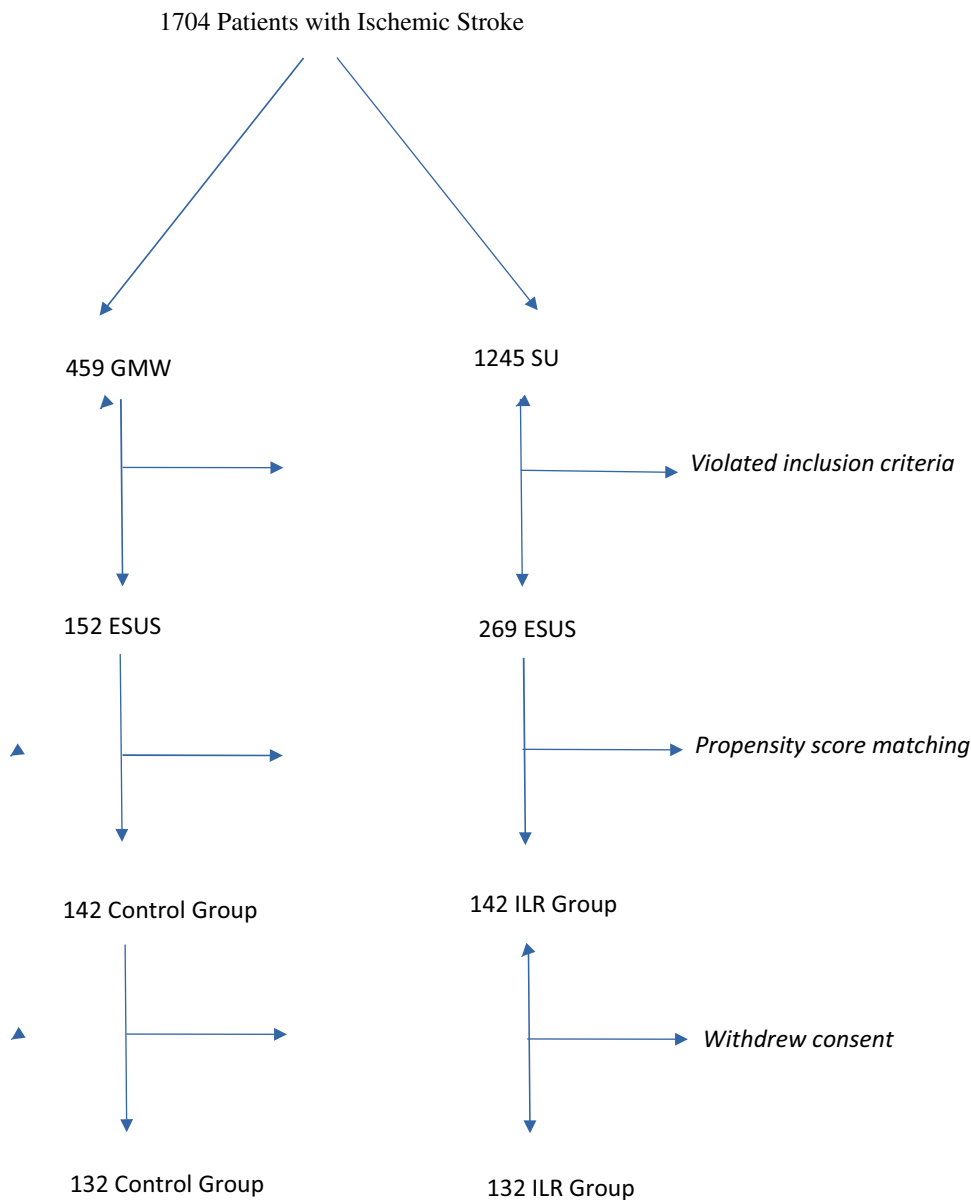 1704 Patients with Ischemic Stroke
459 GMW
1245 SU
Violated inclusion criteria
152 ESUS
269 ESUS
Propensity score matching
142 Control Group
142 ILR Group
Withdrew consent
132 Control Group
132 ILR Group